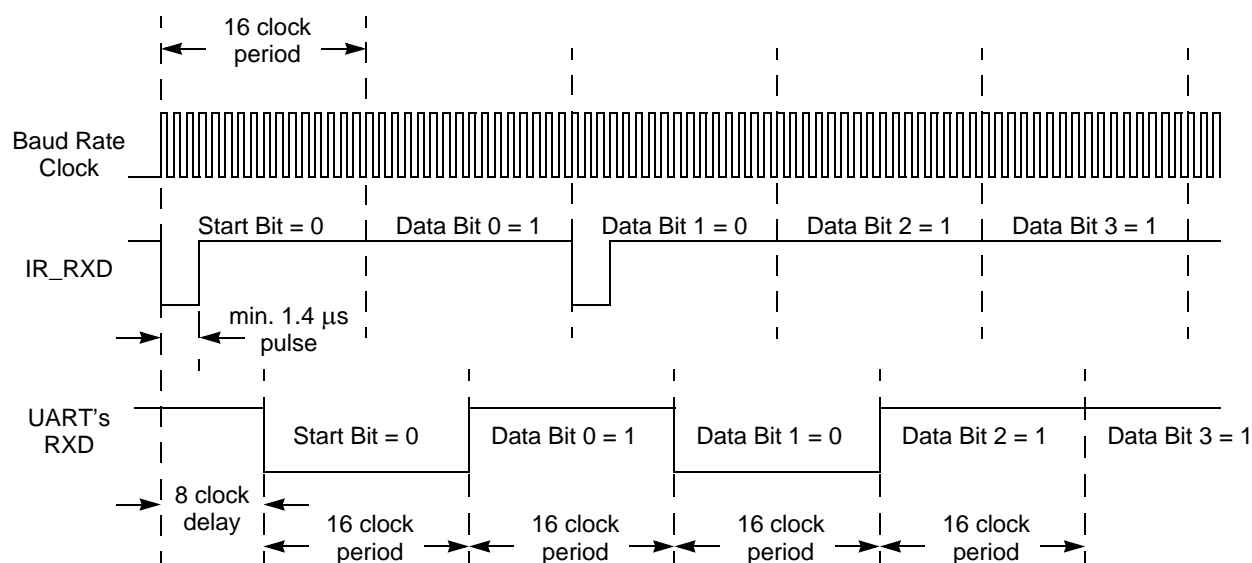 16 clock
period
Baud Rate
Clock
Start Bit = 0
Data Bit 0 = 1
Data Bit 1 = 0
Data Bit 2 = 1
Data Bit 3 = 1
IR_RXD
min. 1.4 μs
pulse
UART's
RXD
Start Bit = 0
Data Bit 0 = 1
Data Bit 1 = 0
Data Bit 2 = 1
Data Bit 3 = 1
8 clock
delay
16 clock
period
16 clock
period
16 clock
period
16 clock
period